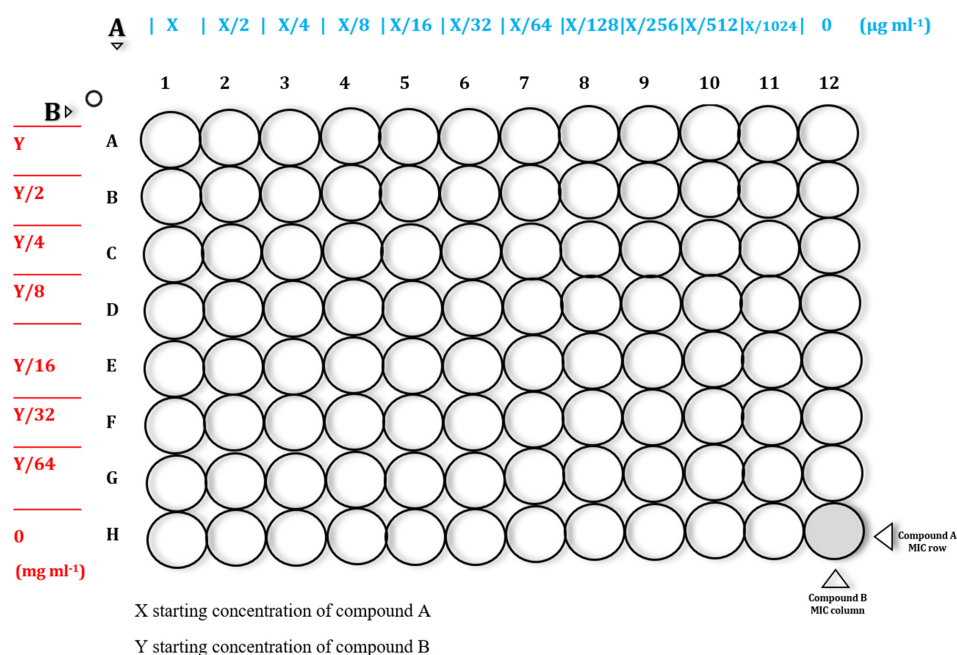 A | X | X/2 | X/4 | X/8 | X/16 | X/32 | X/64 |X/128|X/256|X/512|X/1024| 0 (µg ml-1)
1 2 3 4 5 6 7 8 9 10 11 12
B
Y A
Y/2 B
Y/4 C
Y/8 D
Y/16 E
Y/32 F
Y/64 G
0 H
Compound A
MIC row
(mg ml-1)
Compound B
MIC column
X starting concentration of compound A
Y starting concentration of compound B